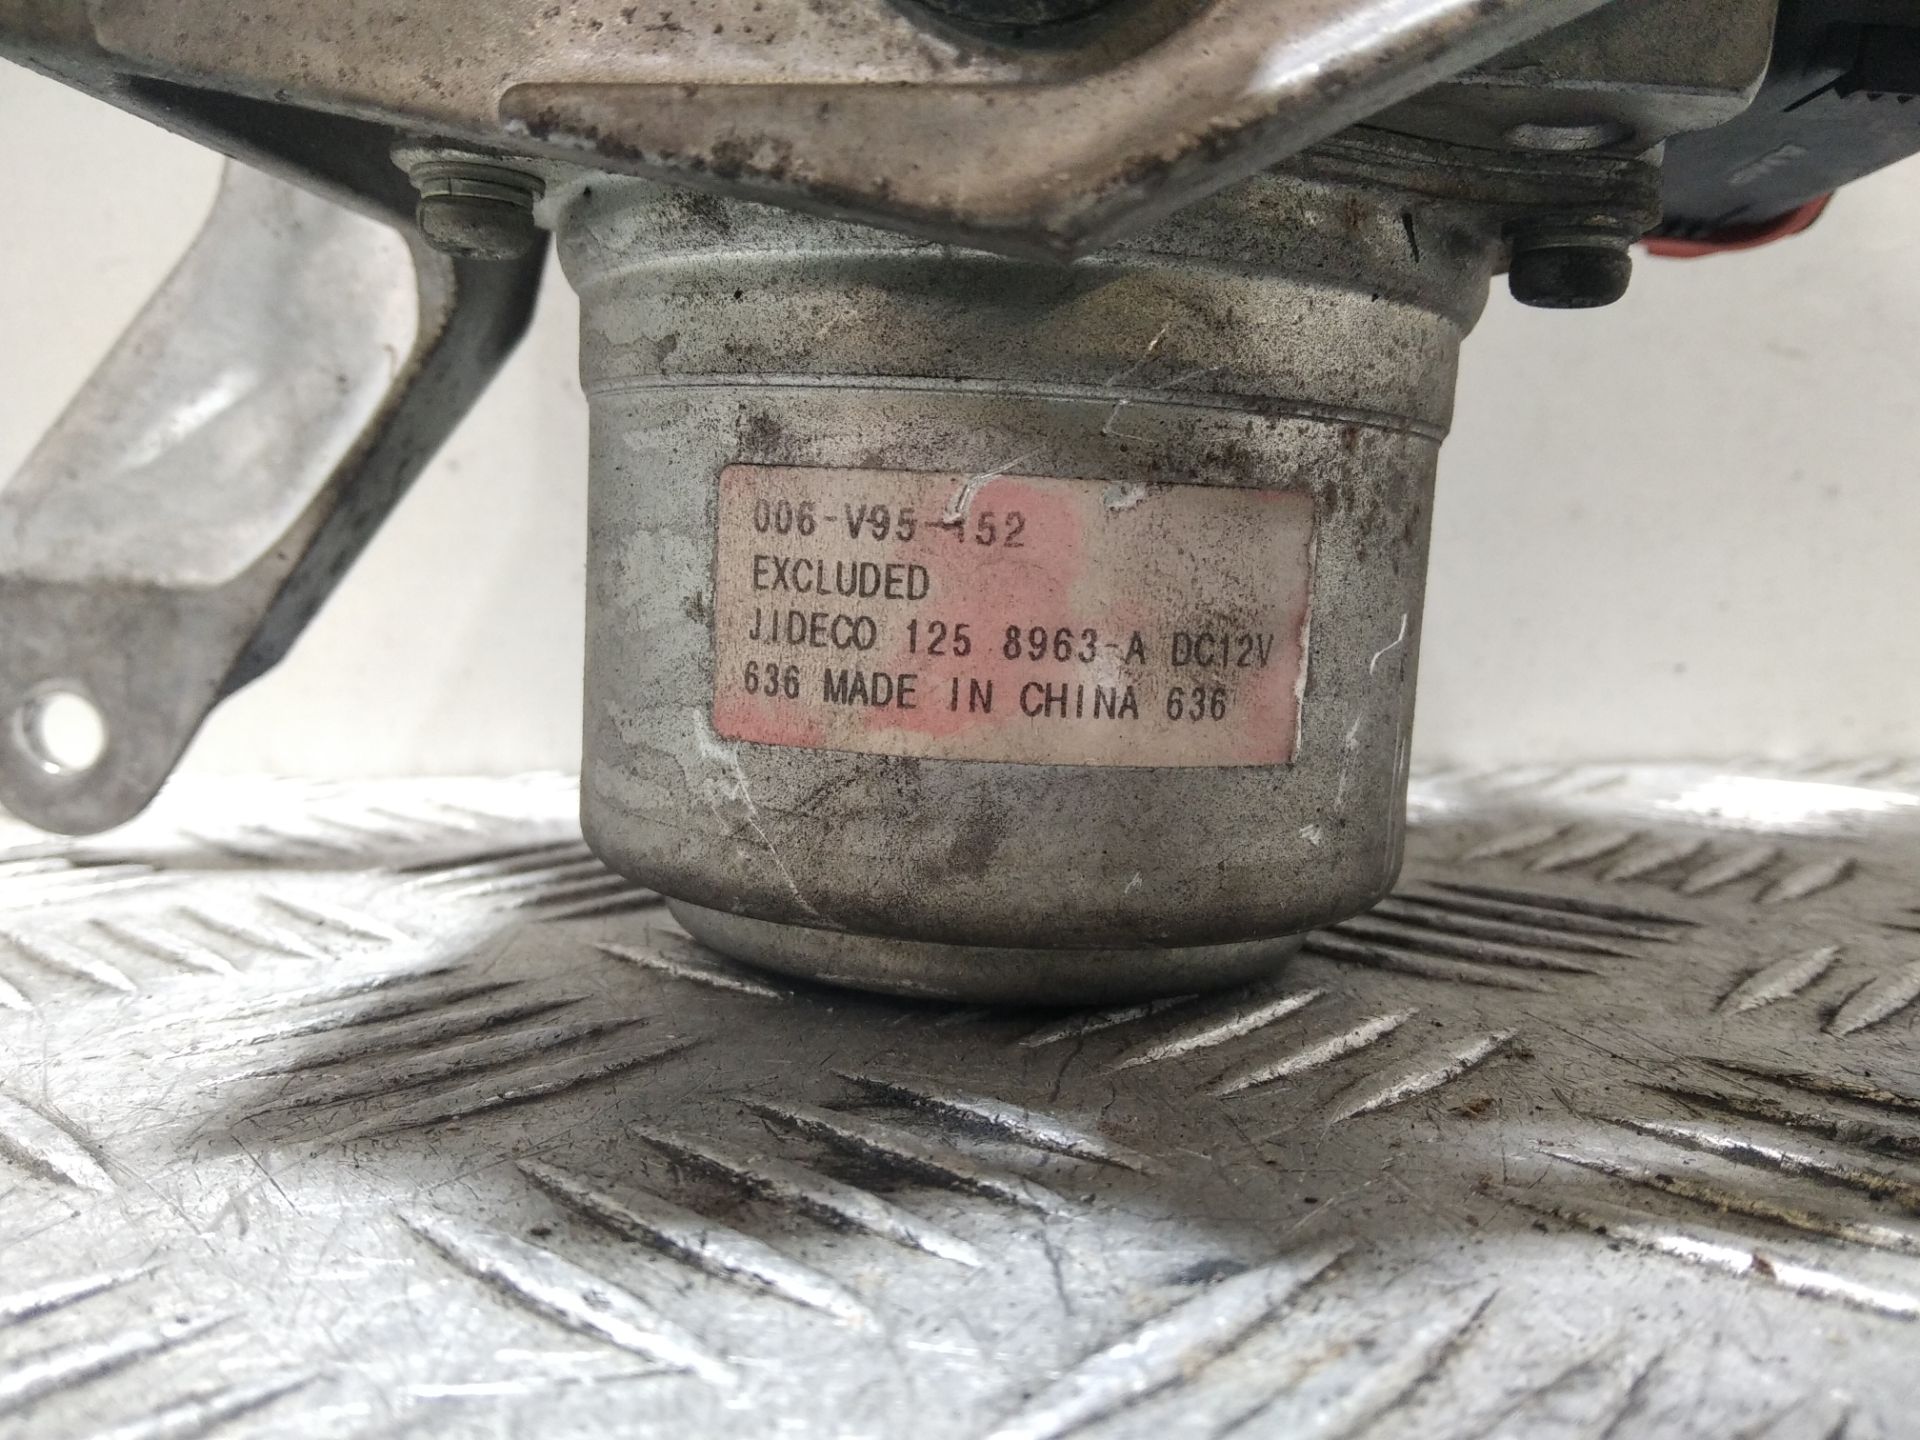 006-V95-152
EXCLUDED
JIDECO 125 8963-A DC12V
636 MADE IN CHINA 636